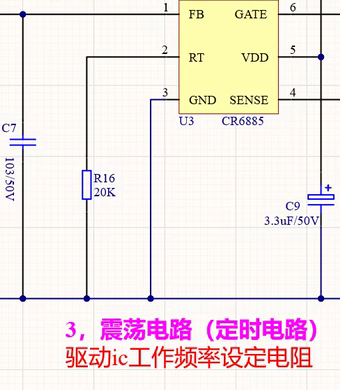 1 FB GATE 6
2 RT VDD 5
3 GND SENSE 4
U3 CR6885
C7
103/50V
R16
20K
C9
+
3.3uF/50V
3，震荡电路（定时电路）
驱动ic工作频率设定电阻